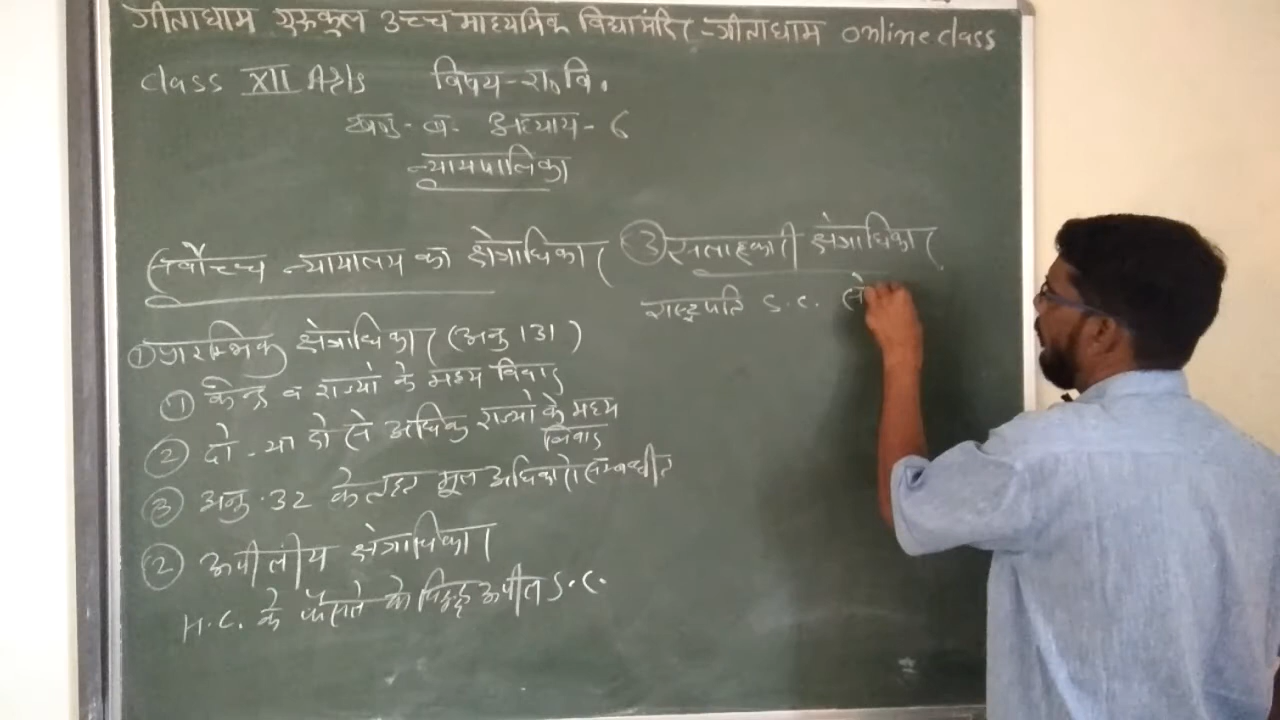 गीताधाम गुरुकुल उच्च माध्यमिक विद्यामंदिर -गीताधाम online class
class XII Arts विषय-रा० वि.
खण्ड-ब- अध्याय- 6
न्यायपालिका
सर्वोच्च न्यायालय का क्षेत्राधिकार
① प्रारम्भिक क्षेत्राधिकार (अनु 131)
① केन्द्र व राज्यों के मध्य विवाद
② दो - या दो से अधिक राज्यों के मध्य
विवाद
③ अनु. 32 के तहत मूल अधिकारो सम्बन्धीत
② अपीलीय क्षेत्राधिकार
H.C. के फैसले के विरूद्ध अपील S.C.
③ सलाहकारी क्षेत्राधिकार
राष्ट्रपति S.C. से